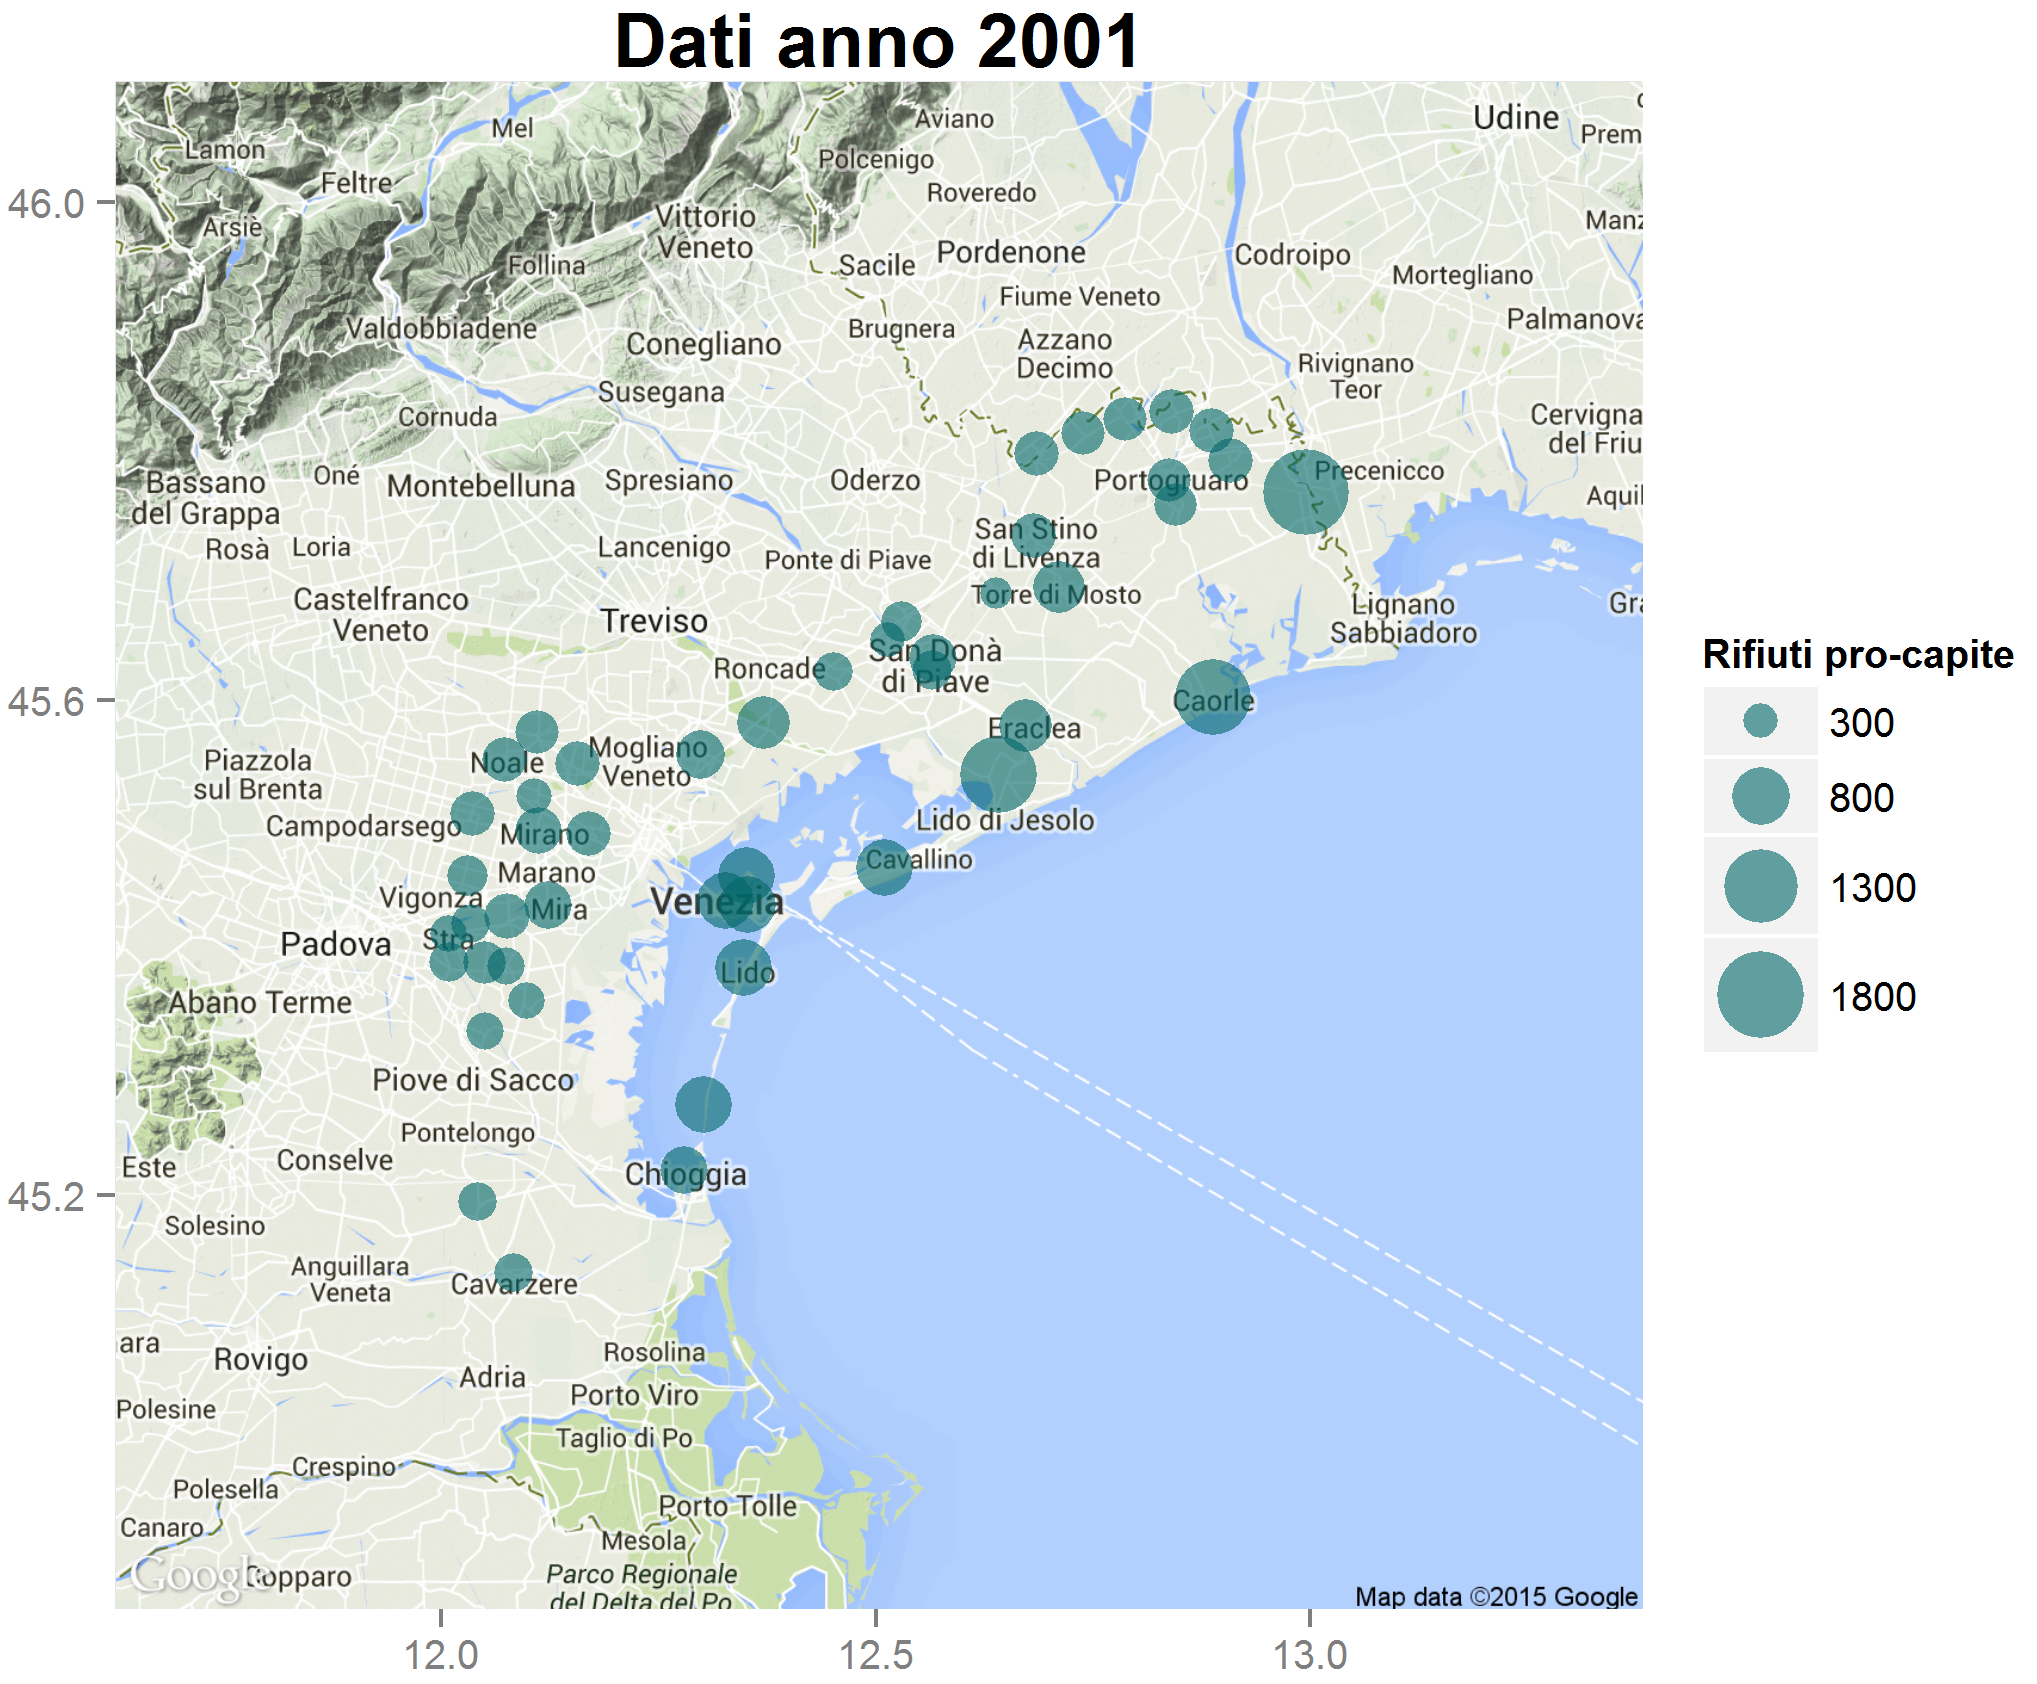 Dati anno 2001
46.0
45.6
45.2
12.0
12.5
13.0
Lamon
Mel
Aviano
Udine
Prem
Polcenigo
Feltre
Roveredo
Arsiè
Vittorio
Veneto
Manz
Follina
Sacile
Pordenone
Codroipo
Mortegliano
Fiume Veneto
Valdobbiadene
Conegliano
Brugnera
Azzano
Decimo
Palmanova
Rivignano
Teor
Susegana
Cornuda
Cervigna
del Friu
Bassano
del Grappa
Oné
Montebelluna
Spresiano
Oderzo
Portogruaro
Precenicco
Aquil
Rosà
Loria
Lancenigo
Ponte di Piave
San Stino
di Livenza
Torre di Mosto
Castelfranco
Veneto
Treviso
Lignano
Sabbiadoro
Gra
San Donà
di Piave
Roncade
Caorle
Eraclea
Piazzola
sul Brenta
Noale
Mogliano
Veneto
Campodarsego
Mirano
Lido di Jesolo
Marano
Cavallino
Vigonza
Mira
Venezia
Padova
Stra
Lido
Abano Terme
Piove di Sacco
Pontelongo
Este
Conselve
Chioggia
Solesino
Anguillara
Veneta
Cavarzere
ara
Rovigo
Rosolina
Adria
Porto Viro
Polesine
Taglio di Po
Crespino
Polesella
Porto Tolle
Canaro
Mesola
Google
Copparo
Parco Regionale
del Delta del Po
Map data ©2015 Google
Rifiuti pro-capite
300
800
1300
1800